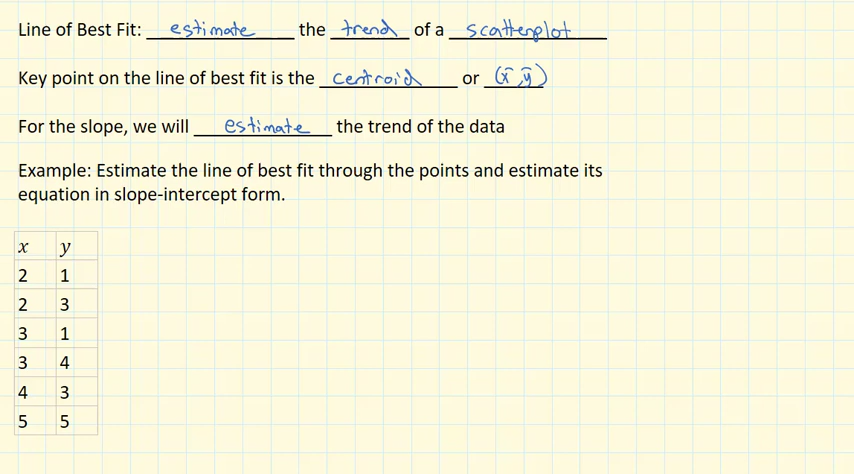 Line of Best Fit: estimate the trend of a scatterplot
Key point on the line of best fit is the centroid or (x̄,ȳ)
For the slope, we will estimate the trend of the data
Example: Estimate the line of best fit through the points and estimate its
equation in slope-intercept form.
x y
2 1
2 3
3 1
3 4
4 3
5 5